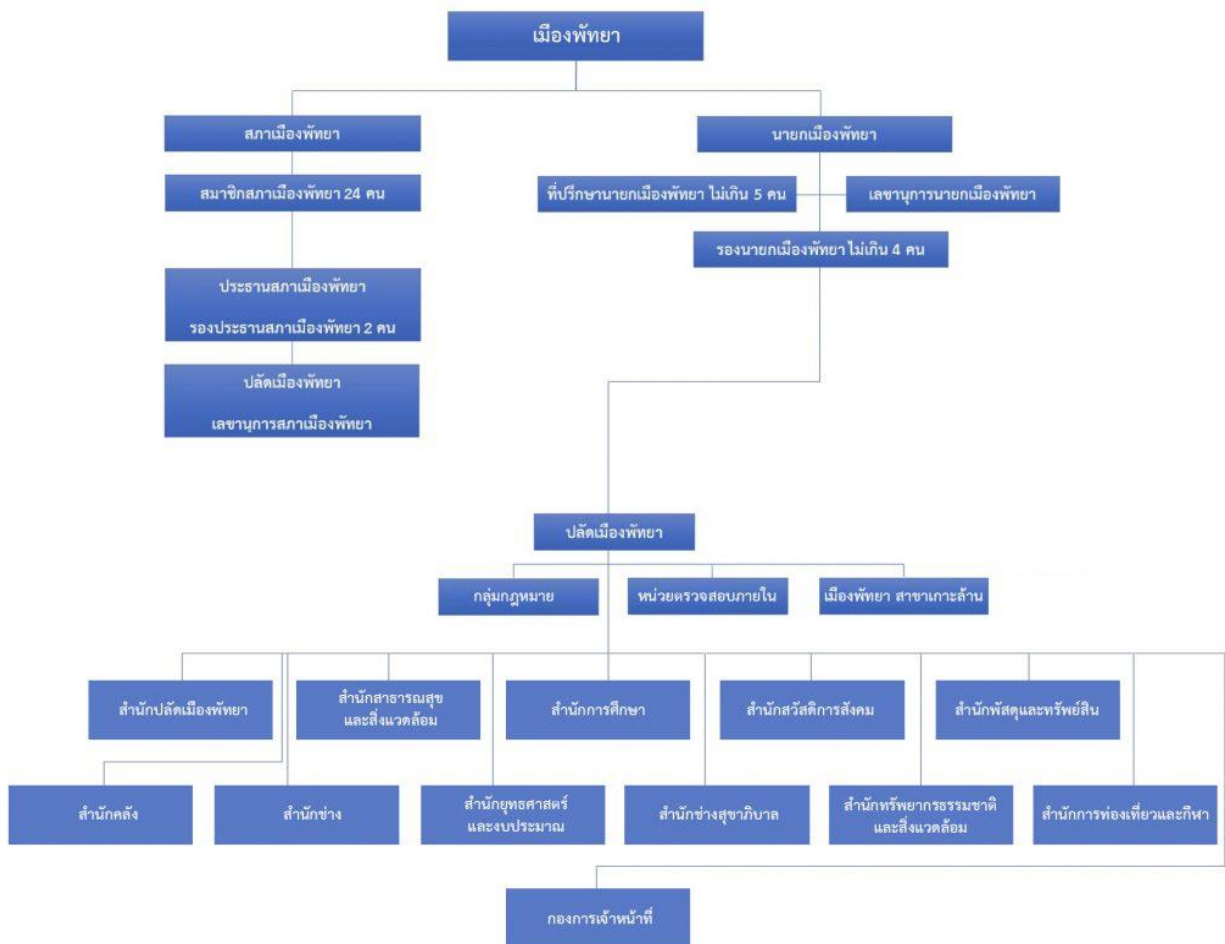 เมืองพัทยา
สภาเมืองพัทยา
นายกเมืองพัทยา
สมาชิกสภาเมืองพัทยา 24 คน
ที่ปรึกษานายกเมืองพัทยา ไม่เกิน 5 คน
เลขานุการนายกเมืองพัทยา
รองนายกเมืองพัทยา ไม่เกิน 4 คน
ประธานสภาเมืองพัทยา
รองประธานสภาเมืองพัทยา 2 คน
ปลัดเมืองพัทยา
เลขานุการสภาเมืองพัทยา
ปลัดเมืองพัทยา
กลุ่มกฎหมาย
หน่วยตรวจสอบภายใน
เมืองพัทยา สาขาเกาะล้าน
สำนักปลัดเมืองพัทยา
สำนักสาธารณสุข
และสิ่งแวดล้อม
สำนักการศึกษา
สำนักสวัสดิการสังคม
สำนักพัสดุและทรัพย์สิน
สำนักคลัง
สำนักช่าง
สำนักยุทธศาสตร์
และงบประมาณ
สำนักช่างสุขาภิบาล
สำนักทรัพยากรธรรมชาติ
และสิ่งแวดล้อม
สำนักการท่องเที่ยวและกีฬา
กองการเจ้าหน้าที่